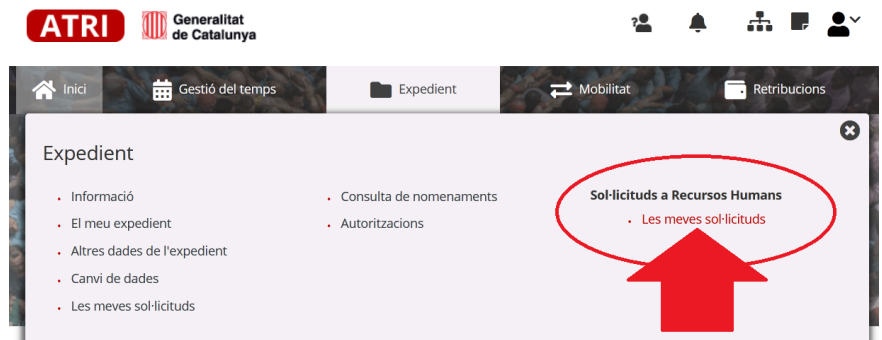 ATRI
Generalitat
de Catalunya
?
Inici
Gestió del temps
Expedient
Mobilitat
Retribucions
Expedient
Informació
El meu expedient
Altres dades de l'expedient
Canvi de dades
Les meves sol·licituds
Consulta de nomenaments
Autoritzacions
Sol·licituds a Recursos Humans
Les meves sol·licituds